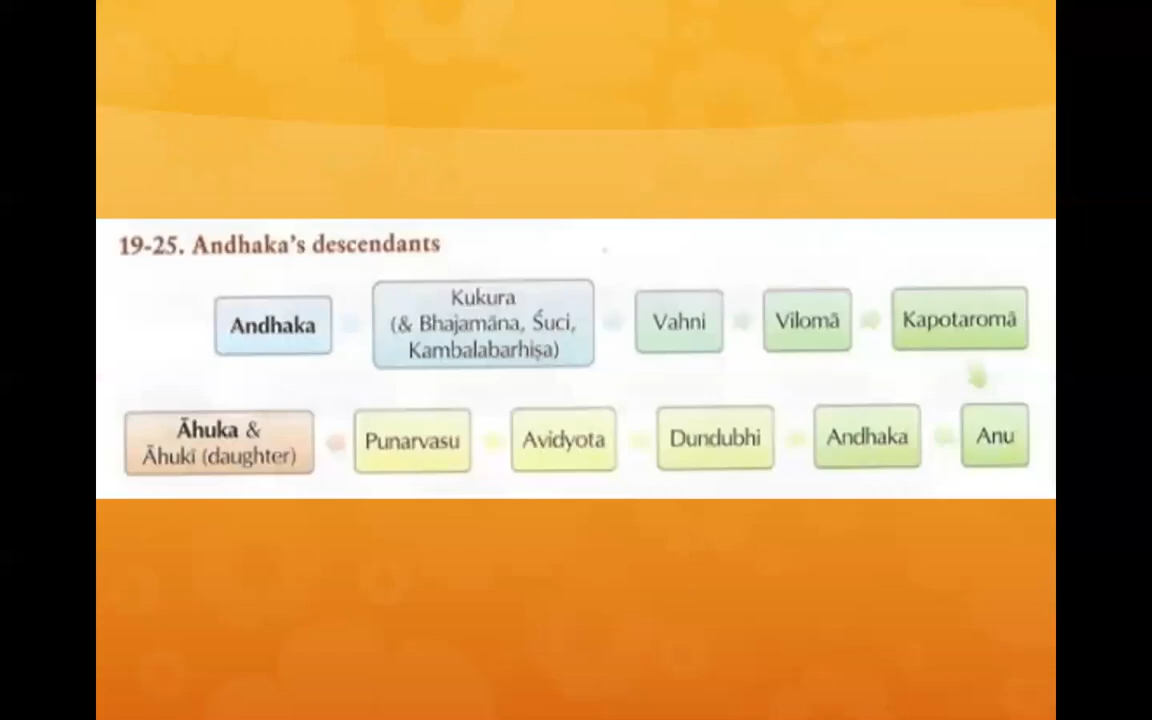 19-25. Andhaka's descendants
Andhaka
Kukura
(& Bhajamāna, Śuci,
Kambalabarhiṣa)
Vahni
Vilomā
Kapotaromā
Āhuka &
Āhukī (daughter)
Punarvasu
Avidyota
Dundubhi
Andhaka
Anu